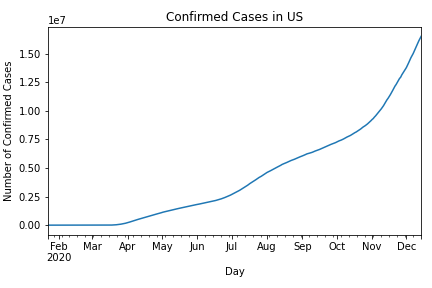 Confirmed Cases in US
1e7
1.50
1.25
1.00
0.75
0.50
0.25
0.00
Number of Confirmed Cases
Feb Mar Apr May Jun Jul Aug Sep Oct Nov Dec
2020
Day